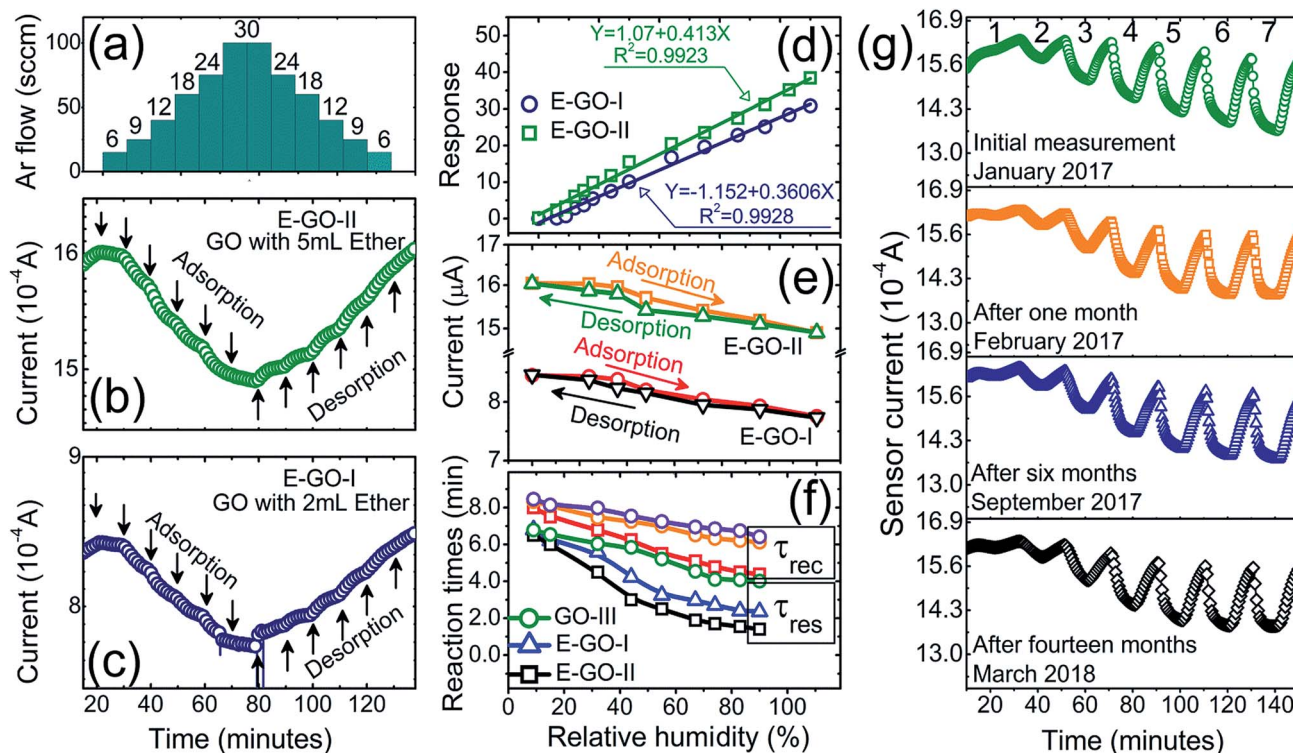 (a)
Ar flow (sccm)
100
50
0
6 9 12 18 24 30 24 18 12 9 6
E-GO-II
GO with 5mL Ether
Current (10⁻⁴A)
16
15
Adsorption
Desorption
(b)
E-GO-I
GO with 2mL Ether
Current (10⁻⁴A)
9
8
Adsorption
Desorption
(c)
20 40 60 80 100 120
Time (minutes)
(d)
Y=1.07+0.413X
R²=0.9923
E-GO-I
E-GO-II
Response
50
40
30
20
10
0
Y=-1.152+0.3606X
R²=0.9928
(e)
Current (µA)
17
16
15
8
7
Adsorption
Desorption
E-GO-II
Adsorption
Desorption
E-GO-I
(f)
Reaction times (min)
8.0
6.0
4.0
2.0
0.0
τrec
τres
GO-III
E-GO-I
E-GO-II
0 20 40 60 80 100
Relative humidity (%)
20 40 60 80 100 120 140
(g)
Sensor current (10⁻⁴A)
16.9
15.6
14.3
13.0
1 2 3 4 5 6 7
Initial measurement
January 2017
16.9
15.6
14.3
13.0
After one month
February 2017
16.9
15.6
14.3
13.0
After six months
September 2017
16.9
15.6
14.3
13.0
After fourteen months
March 2018
20 40 60 80 100 120 140
Time (minutes)